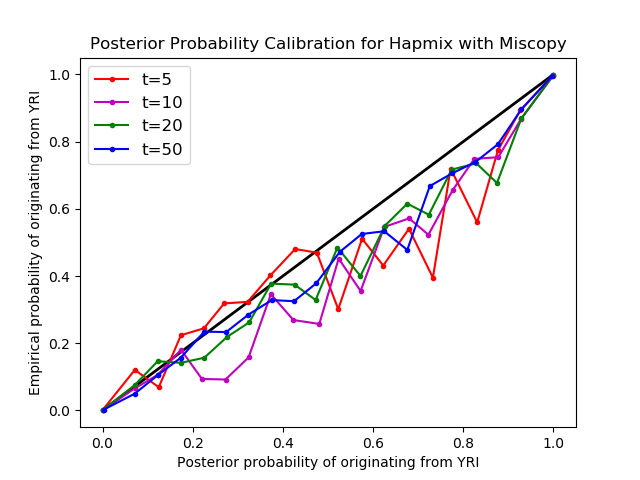 Posterior Probability Calibration for Hapmix with Miscopy
t=5
t=10
t=20
t=50
Empirical probability of originating from YRI
1.0
0.8
0.6
0.4
0.2
0.0
0.0 0.2 0.4 0.6 0.8 1.0
Posterior probability of originating from YRI